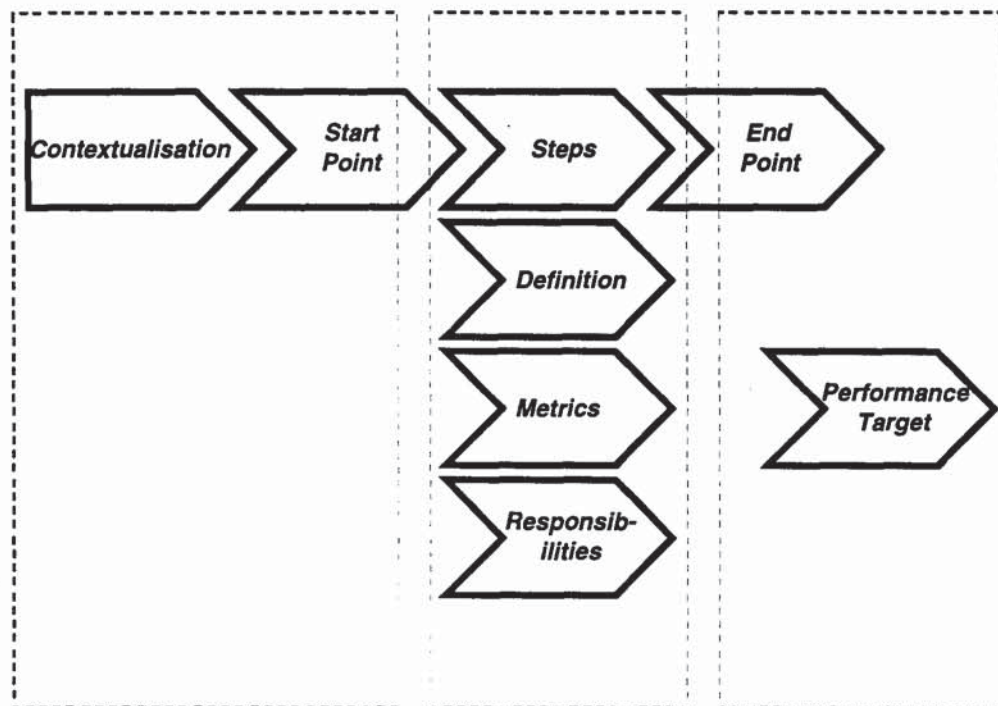 Contextualisation
Start
Point
Steps
End
Point
Definition
Metrics
Performance
Target
Responsib-
ilities